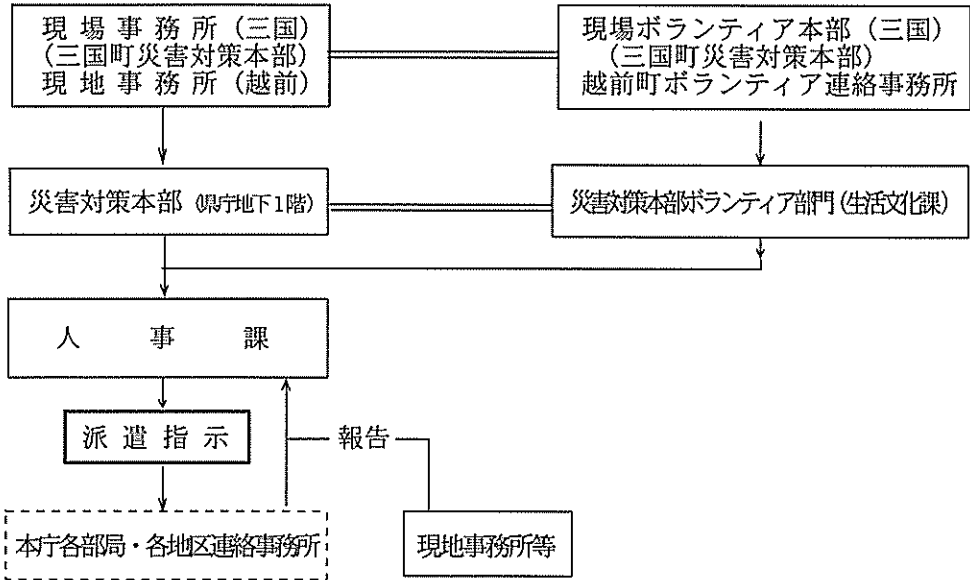 現場事務所（三国）
（三国町災害対策本部）
現地事務所（越前）
現場ボランティア本部（三国）
（三国町災害対策本部）
越前町ボランティア連絡事務所
災害対策本部（県庁地下1階）
災害対策本部ボランティア部門（生活文化課）
人事課
派遣指示
報告
本庁各部局・各地区連絡事務所
現地事務所等